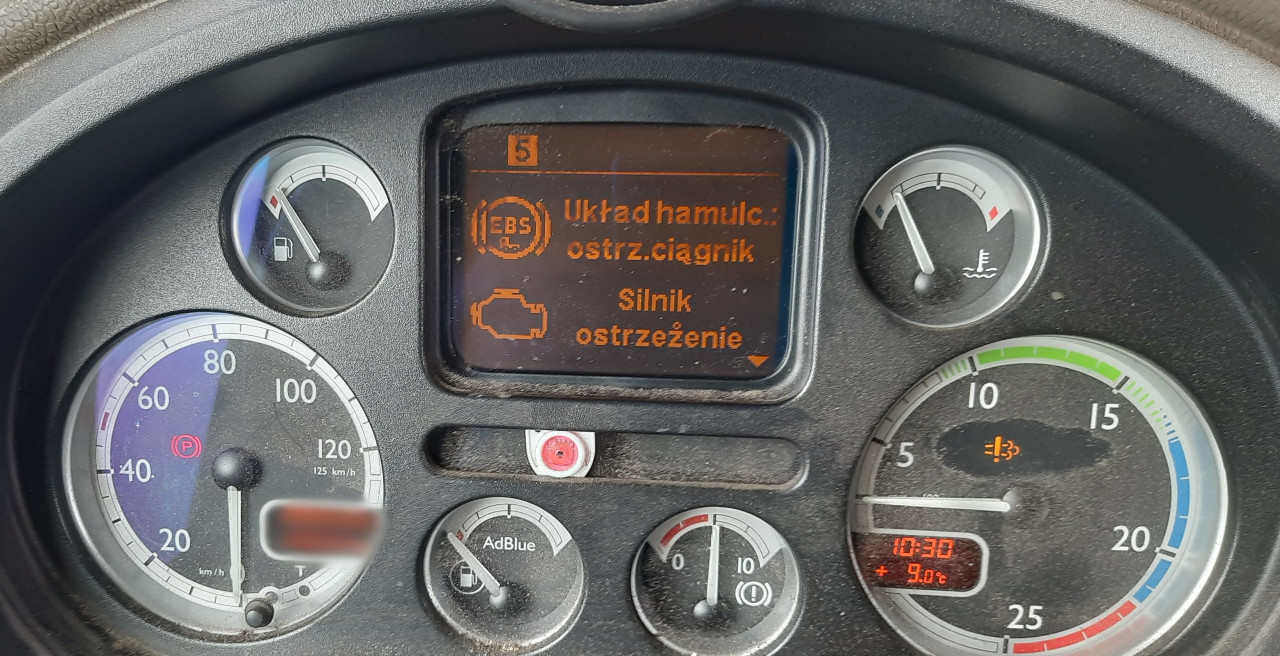 5
EBS
Układ hamulc.:
ostrz.ciągnik
Silnik
ostrzeżenie
20
40
60
80
100
120
125 km/h
km/h
T
P
AdBlue
0
10
5
10
15
20
25
10:30
+ 9.0°C